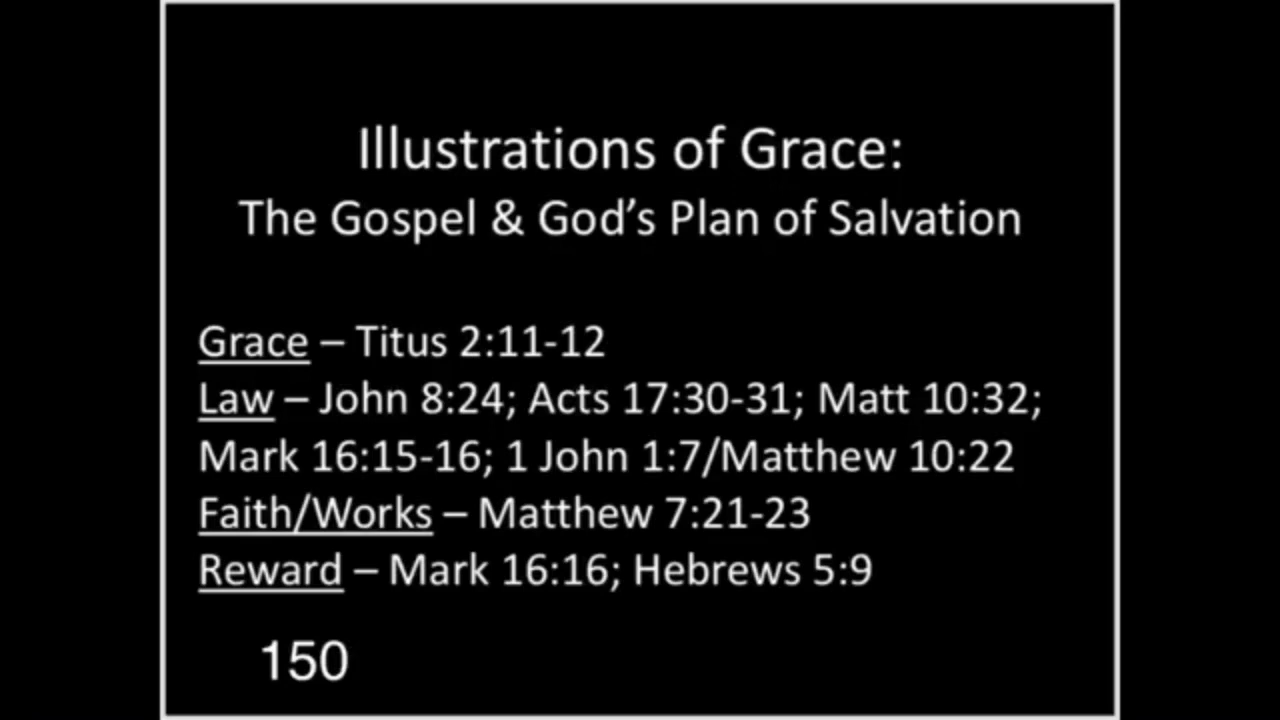 Illustrations of Grace:
The Gospel & God’s Plan of Salvation
Grace – Titus 2:11-12
Law – John 8:24; Acts 17:30-31; Matt 10:32;
Mark 16:15-16; 1 John 1:7/Matthew 10:22
Faith/Works – Matthew 7:21-23
Reward – Mark 16:16; Hebrews 5:9
150